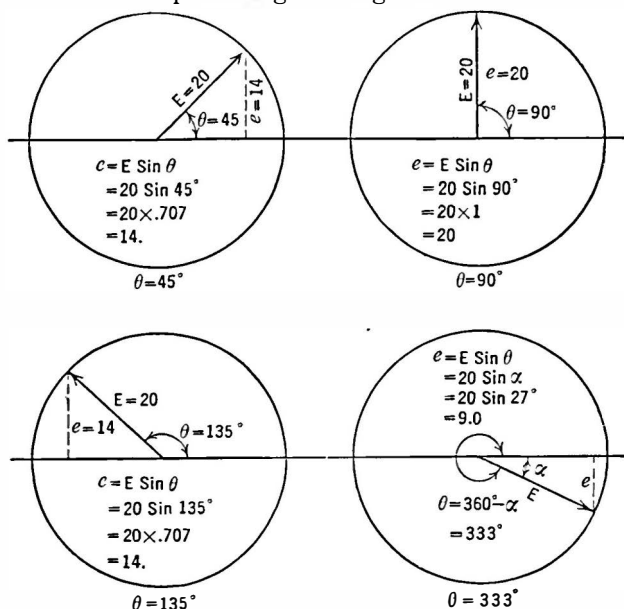 E=20
θ=45
e=14
c=E Sin θ
=20 Sin 45°
=20×.707
=14.
θ=45°
E=20
e=20
θ=90°
e=E Sin θ
=20 Sin 90°
=20×1
=20
θ=90°
E=20
e=14
θ=135°
c=E Sin θ
=20 Sin 135°
=20×.707
=14.
θ=135°
e=E Sin θ
=20 Sin α
=20 Sin 27°
=9.0
α
e
E
θ=360°-α
=333°
θ=333°